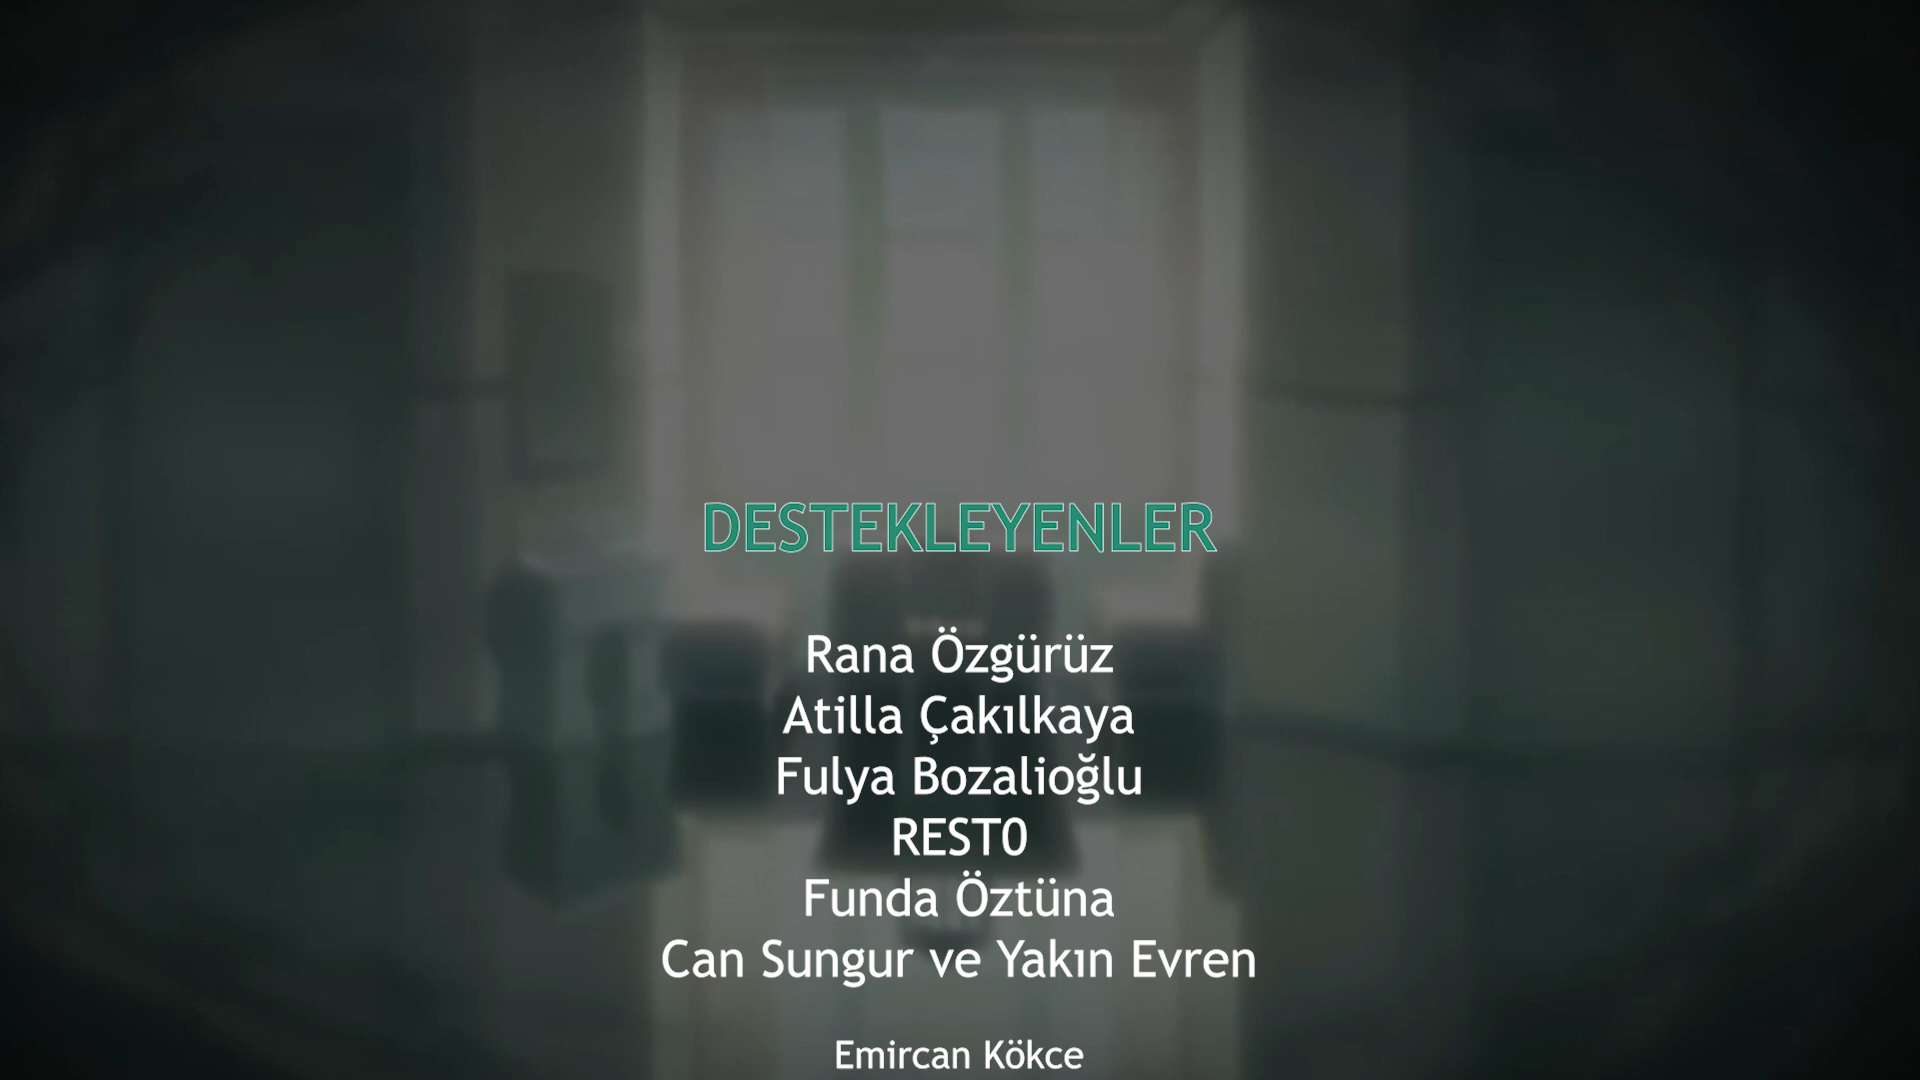 DESTEKLEYENLER
Rana Özgürüz
Atilla Çakılkaya
Fulya Bozalioğlu
REST0
Funda Öztüna
Can Sungur ve Yakın Evren
Emircan Kökce